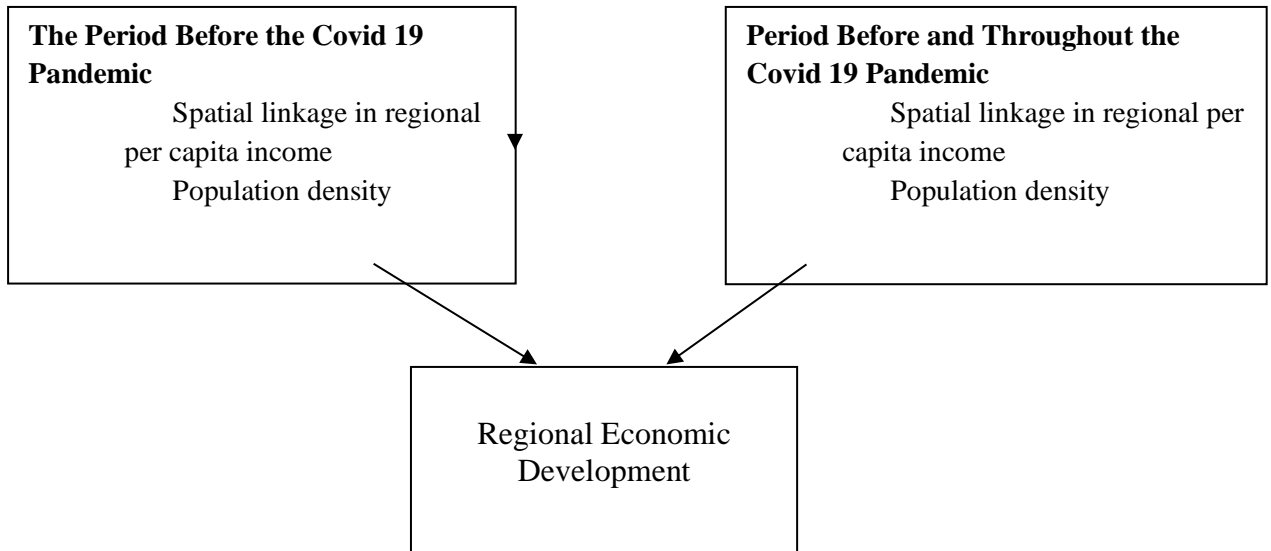 The Period Before the Covid 19
Pandemic
Spatial linkage in regional
per capita income
Population density
Period Before and Throughout the
Covid 19 Pandemic
Spatial linkage in regional per
capita income
Population density
Regional Economic
Development